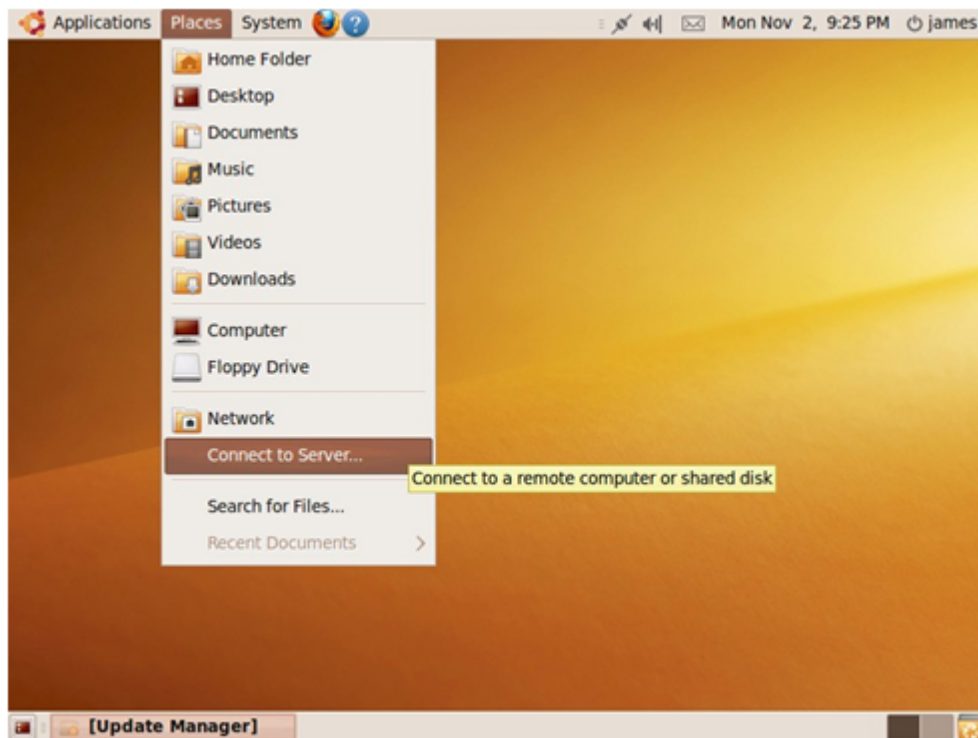 Applications Places System Mon Nov 2, 9:25 PM james
Home Folder
Desktop
Documents
Music
Pictures
Videos
Downloads
Computer
Floppy Drive
Network
Connect to Server...
Connect to a remote computer or shared disk
Search for Files...
Recent Documents
[Update Manager]